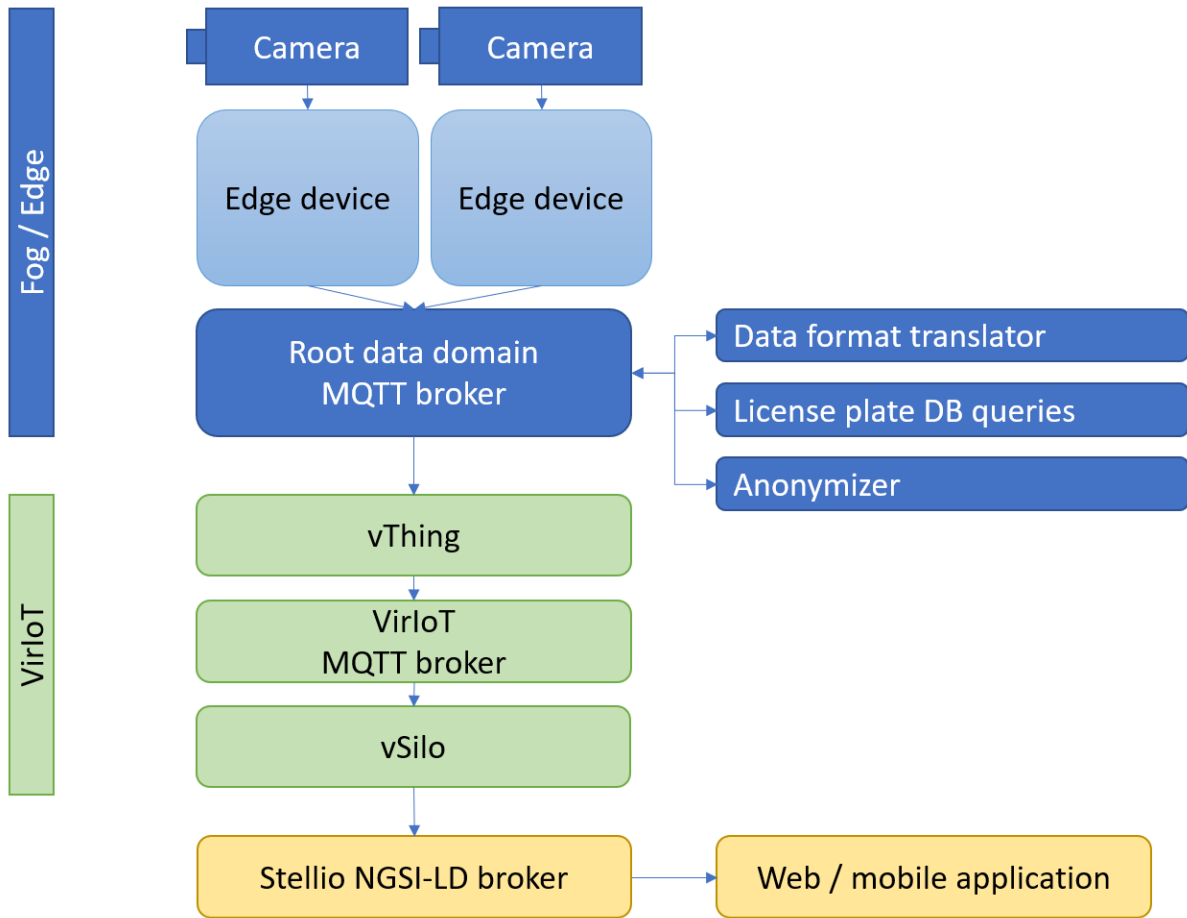 Camera
Camera
Fog / Edge
Edge device
Edge device
Root data domain
MQTT broker
Data format translator
License plate DB queries
Anonymizer
VirIoT
vThing
VirIoT
MQTT broker
vSilo
Stellio NGSI-LD broker
Web / mobile application